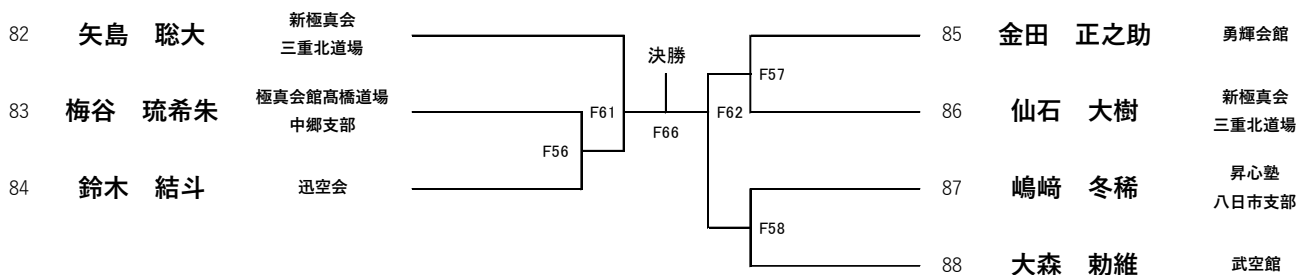 82 矢島 聡大 新極真会
三重北道場
83 梅谷 琉希朱 極真会館髙橋道場
中郷支部
84 鈴木 結斗 迅空会
F56
F61
決勝
F66
F62
F57
F58
85 金田 正之助 勇輝会館
86 仙石 大樹 新極真会
三重北道場
87 嶋﨑 冬稀 昇心塾
八日市支部
88 大森 勅維 武空館